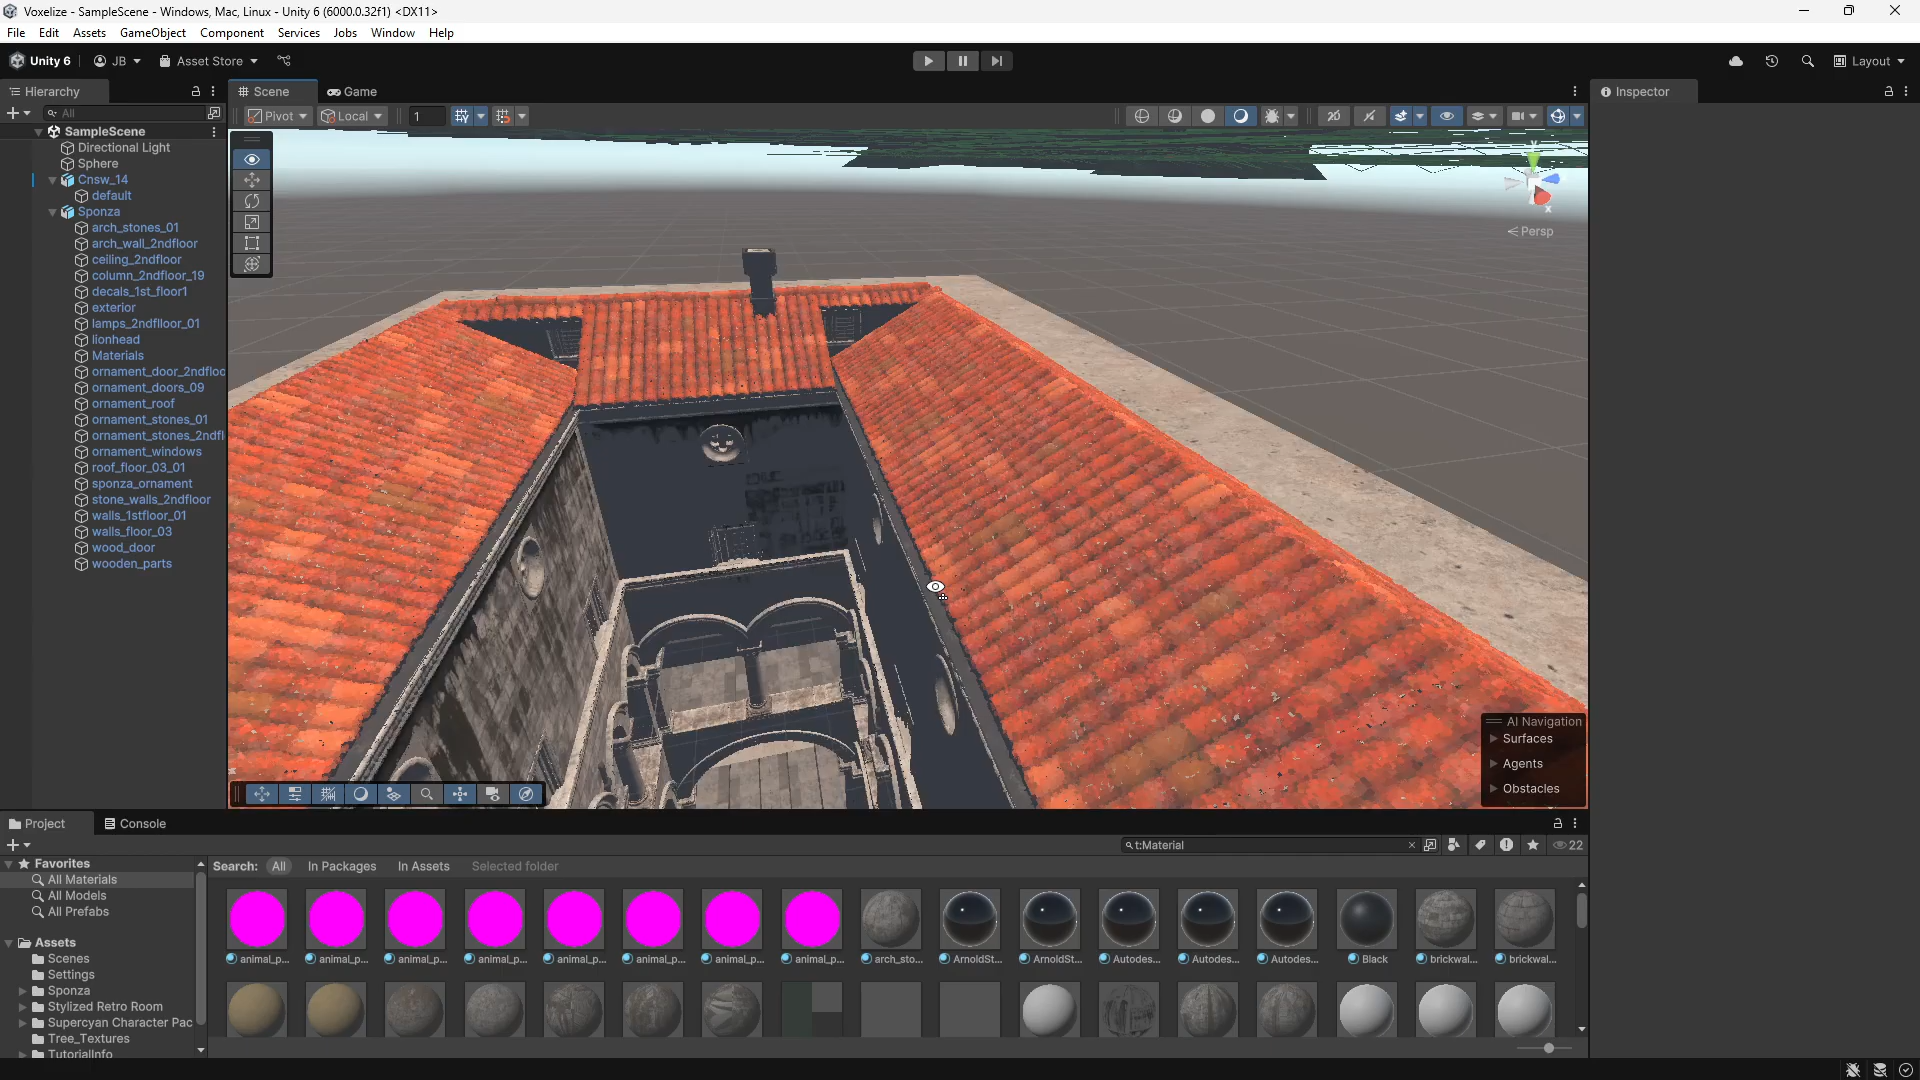 Voxelize - SampleScene - Windows, Mac, Linux - Unity 6 (6000.0.32f1) <DX11>
File Edit Assets GameObject Component Services Jobs Window Help
Unity 6 JB Asset Store Layout
Hierarchy
All
SampleScene
Directional Light
Sphere
Cnsw_14
default
Sponza
arch_stones_01
arch_wall_2ndfloor
ceiling_2ndfloor
column_2ndfloor_19
decals_1st_floor1
exterior
lamps_2ndflloor_01
lionhead
Materials
ornament_door_2ndfloo
ornament_doors_09
ornament_roof
ornament_stones_01
ornament_stones_2ndfl
ornament_windows
roof_floor_03_01
sponza_ornament
stone_walls_2ndfloor
walls_1stfloor_01
walls_floor_03
wood_door
wooden_parts
Scene Game
Pivot Local 1 2D
y
x
Persp
AI Navigation
Surfaces
Agents
Obstacles
Inspector
Project Console
t:Material 22
Favorites
All Materials
All Models
All Prefabs
Assets
Scenes
Settings
Sponza
Stylized Retro Room
Supercyan Character Pac
Tree_Textures
TutorialInfo
Search: All In Packages In Assets Selected folder
animal_p... animal_p... animal_p... animal_p... animal_p... animal_p... animal_p... animal_p... arch_sto... ArnoldSt... ArnoldSt... Autodes... Autodes... Autodes... Black brickwal... brickwal...